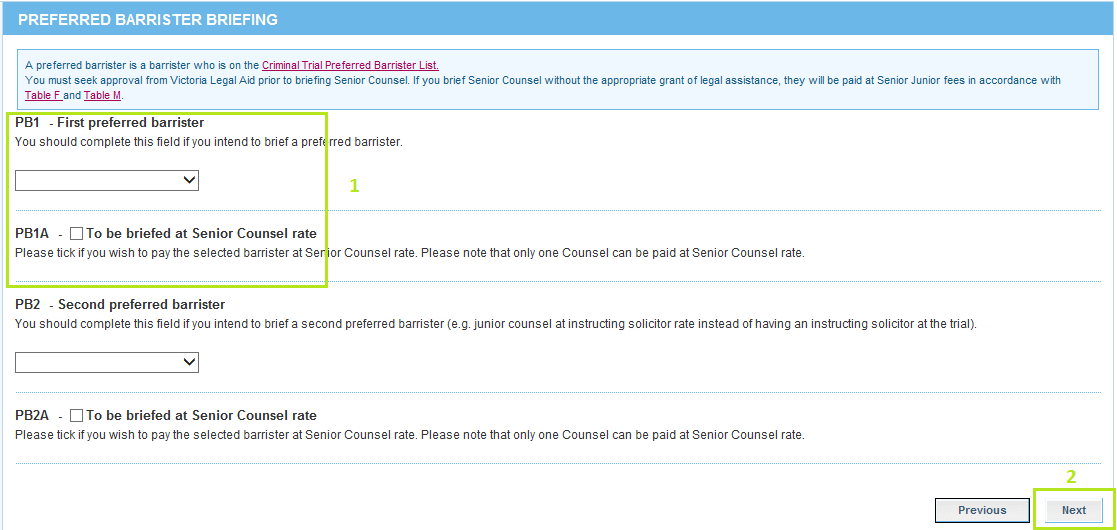 PREFERRED BARRISTER BRIEFING
A preferred barrister is a barrister who is on the Criminal Trial Preferred Barrister List.
You must seek approval from Victoria Legal Aid prior to briefing Senior Counsel. If you brief Senior Counsel without the appropriate grant of legal assistance, they will be paid at Senior Junior fees in accordance with
Table F and Table M.
PB1 - First preferred barrister
You should complete this field if you intend to brief a preferred barrister.
1
PB1A - To be briefed at Senior Counsel rate
Please tick if you wish to pay the selected barrister at Senior Counsel rate. Please note that only one Counsel can be paid at Senior Counsel rate.
PB2 - Second preferred barrister
You should complete this field if you intend to brief a second preferred barrister (e.g. junior counsel at instructing solicitor rate instead of having an instructing solicitor at the trial).
PB2A - To be briefed at Senior Counsel rate
Please tick if you wish to pay the selected barrister at Senior Counsel rate. Please note that only one Counsel can be paid at Senior Counsel rate.
2
Previous Next